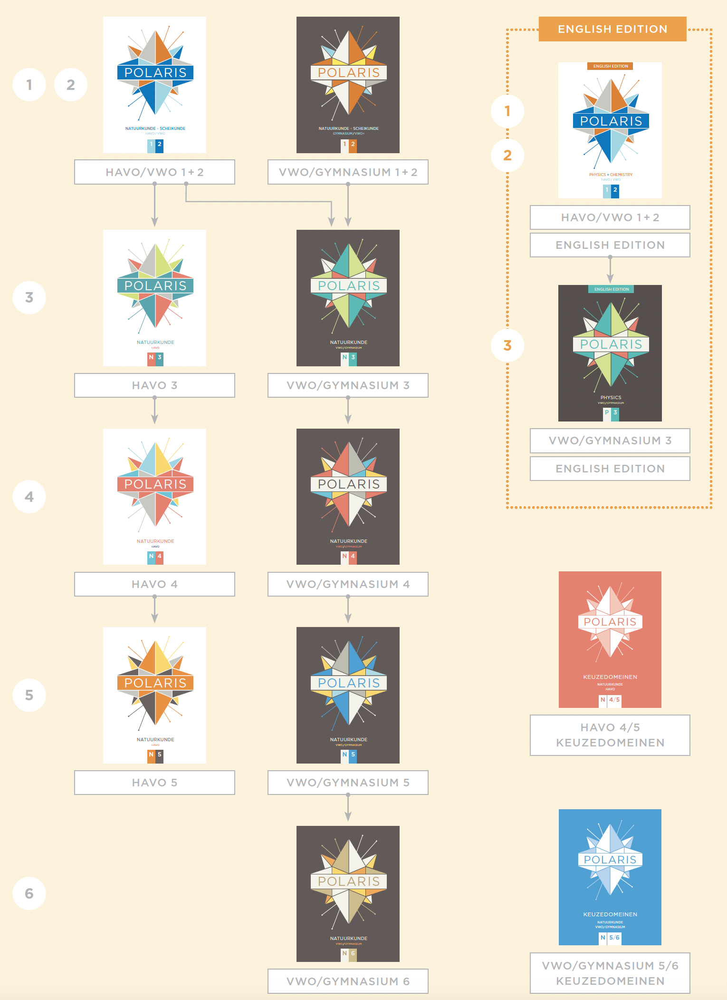 1
2
POLARIS
NATUURKUNDE + SCHEIKUNDE
HAVO/VWO
1 2
HAVO/VWO 1 + 2
POLARIS
NATUURKUNDE + SCHEIKUNDE
GYMNASIUM/VWO+
1 2
VWO/GYMNASIUM 1 + 2
3
POLARIS
NATUURKUNDE
HAVO
N 3
HAVO 3
POLARIS
NATUURKUNDE
VWO/GYMNASIUM
N 3
VWO/GYMNASIUM 3
4
POLARIS
NATUURKUNDE
HAVO
N 4
HAVO 4
POLARIS
NATUURKUNDE
VWO/GYMNASIUM
N 4
VWO/GYMNASIUM 4
5
POLARIS
NATUURKUNDE
HAVO
N 5
HAVO 5
POLARIS
NATUURKUNDE
VWO/GYMNASIUM
N 5
VWO/GYMNASIUM 5
6
POLARIS
NATUURKUNDE
VWO/GYMNASIUM
N 6
VWO/GYMNASIUM 6
ENGLISH EDITION
1
2
ENGLISH EDITION
POLARIS
PHYSICS + CHEMISTRY
HAVO/VWO
1 2
HAVO/VWO 1 + 2
ENGLISH EDITION
3
ENGLISH EDITION
POLARIS
PHYSICS
VWO/GYMNASIUM
P 3
VWO/GYMNASIUM 3
ENGLISH EDITION
POLARIS
KEUZEDOMEINEN
NATUURKUNDE
HAVO
N 4/5
HAVO 4/5
KEUZEDOMEINEN
POLARIS
KEUZEDOMEINEN
NATUURKUNDE
VWO/GYMNASIUM
N 5/6
VWO/GYMNASIUM 5/6
KEUZEDOMEINEN